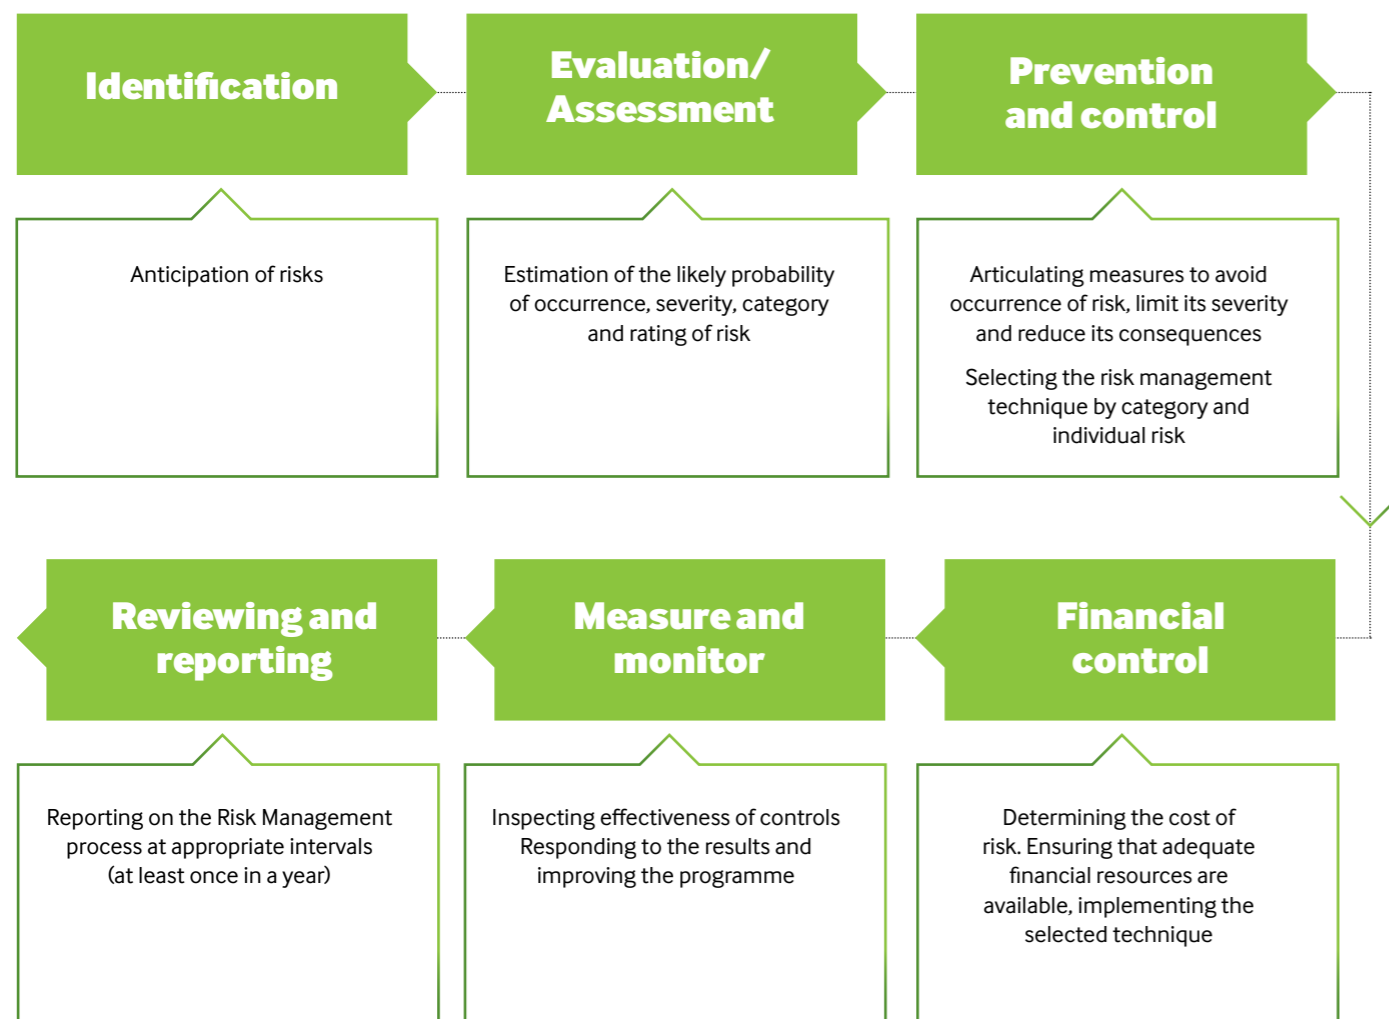 Identification
Anticipation of risks
Evaluation/
Assessment
Estimation of the likely probability
of occurrence, severity, category
and rating of risk
Prevention
and control
Articulating measures to avoid
occurrence of risk, limit its severity
and reduce its consequences
Selecting the risk management
technique by category and
individual risk
Financial
control
Determining the cost of
risk. Ensuring that adequate
financial resources are
available, implementing the
selected technique
Measure and
monitor
Inspecting effectiveness of controls
Responding to the results and
improving the programme
Reviewing and
reporting
Reporting on the Risk Management
process at appropriate intervals
(at least once in a year)